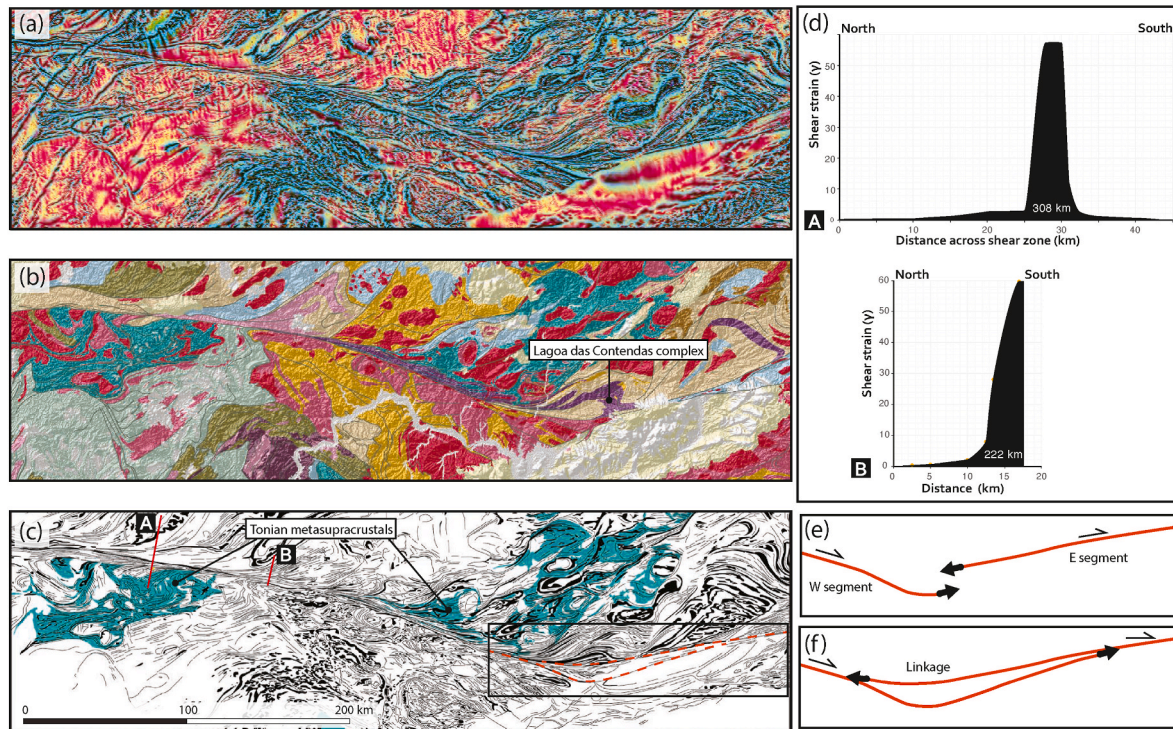 (a)
(b)
Lagoa das Contendas complex
(c)
A
Tonian metasupracrustals
B
0
100
200 km
(d)
North
South
Shear strain (γ)
50
40
30
20
10
0
308 km
A
0
10
20
30
40
Distance across shear zone (km)
North
South
Shear strain (γ)
60
50
40
30
20
10
0
222 km
B
0
5
10
15
20
Distance (km)
(e)
W segment
E segment
(f)
Linkage